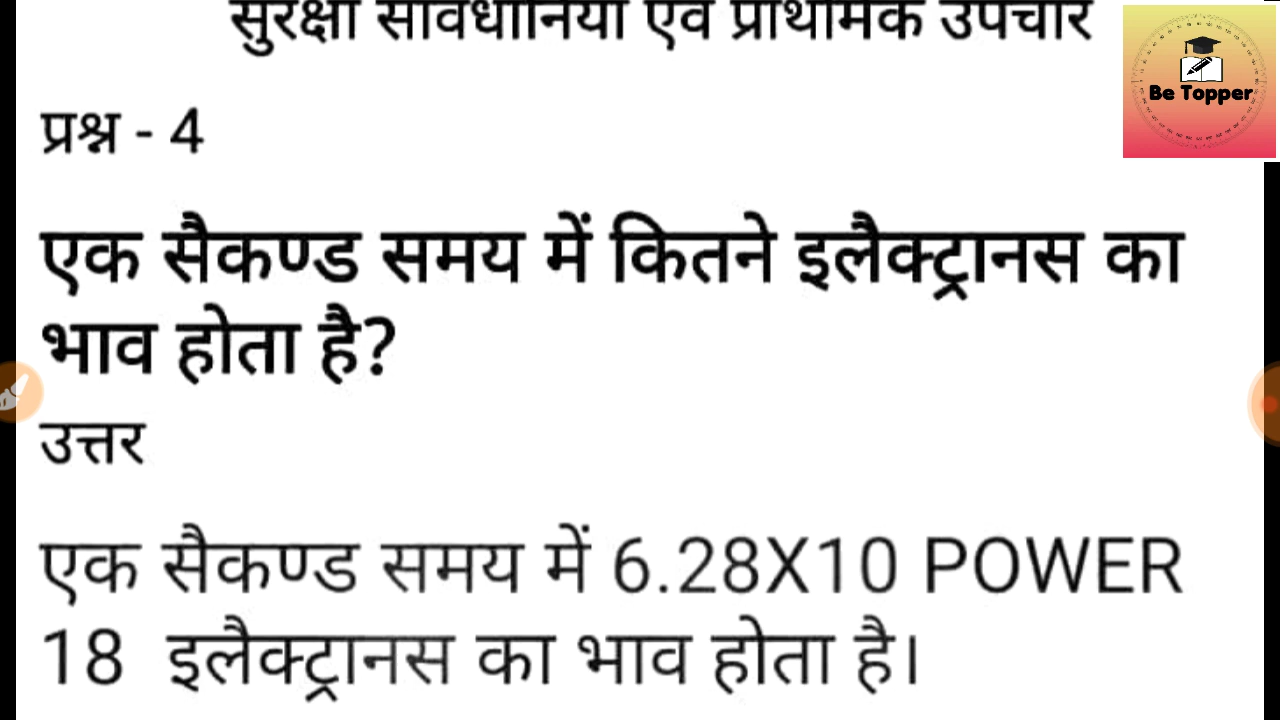 सुरक्षा सावधानियां एवं प्राथमिक उपचार
Be Topper
प्रश्न - 4
एक सैकण्ड समय में कितने इलैक्ट्रानस का
भाव होता है?
उत्तर
एक सैकण्ड समय में 6.28X10 POWER
18 इलैक्ट्रानस का भाव होता है।